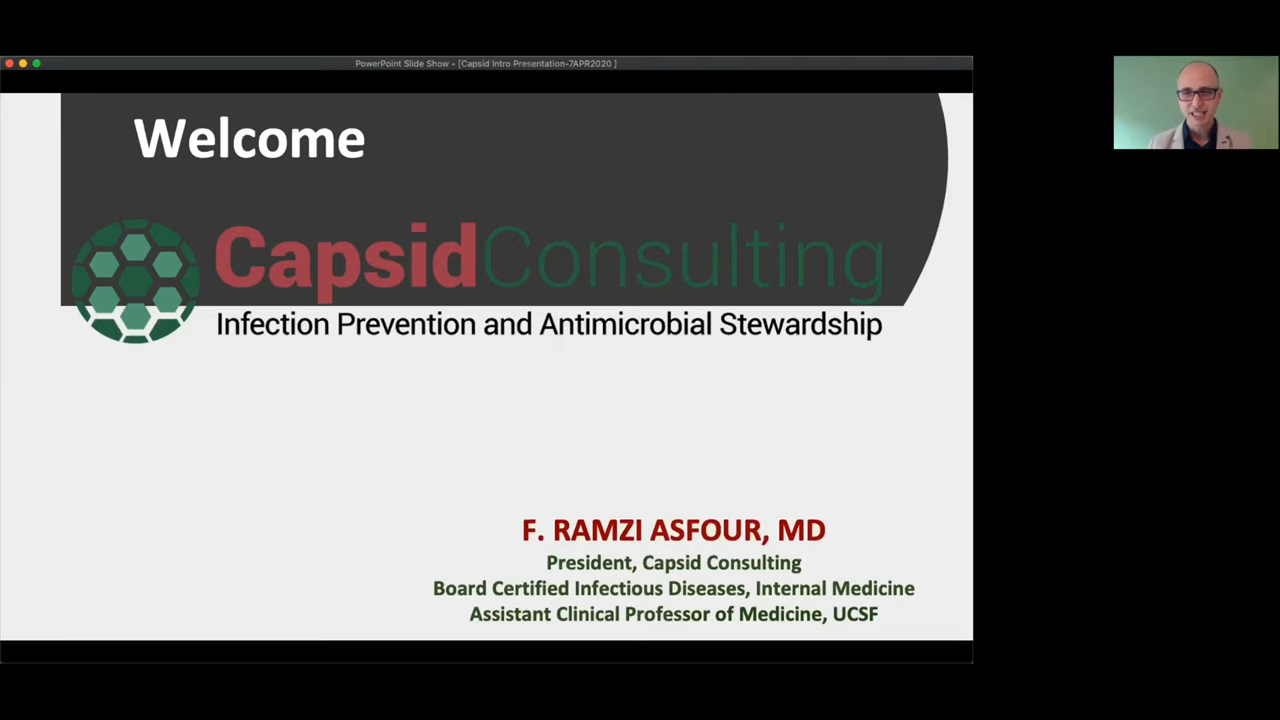 PowerPoint Slide Show - [Capsid Intro Presentation-7APR2020 ]
Welcome
CapsidConsulting
Infection Prevention and Antimicrobial Stewardship
F. RAMZI ASFOUR, MD
President, Capsid Consulting
Board Certified Infectious Diseases, Internal Medicine
Assistant Clinical Professor of Medicine, UCSF